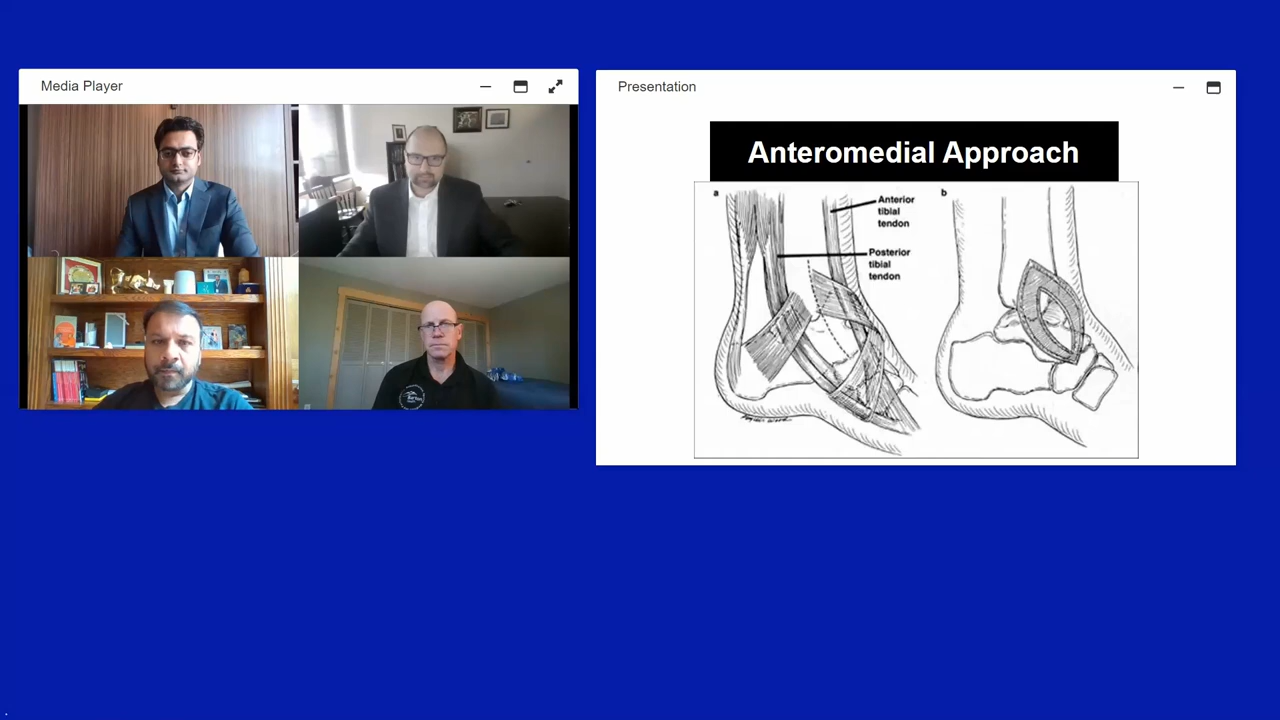 Media Player
Presentation
Anteromedial Approach
a
b
Anterior
tibial
tendon
Posterior
tibial
tendon